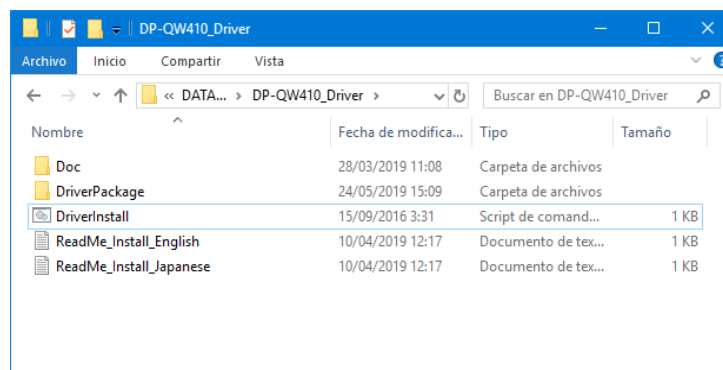 DP-QW410_Driver
Archivo Inicio Compartir Vista
« DATA... > DP-QW410_Driver > Buscar en DP-QW410_Driver
Nombre Fecha de modifica... Tipo Tamaño
Doc 28/03/2019 11:08 Carpeta de archivos
DriverPackage 24/05/2019 15:09 Carpeta de archivos
DriverInstall 15/09/2016 3:31 Script de comand... 1 KB
ReadMe_Install_English 10/04/2019 12:17 Documento de tex... 1 KB
ReadMe_Install_Japanese 10/04/2019 12:17 Documento de tex... 1 KB